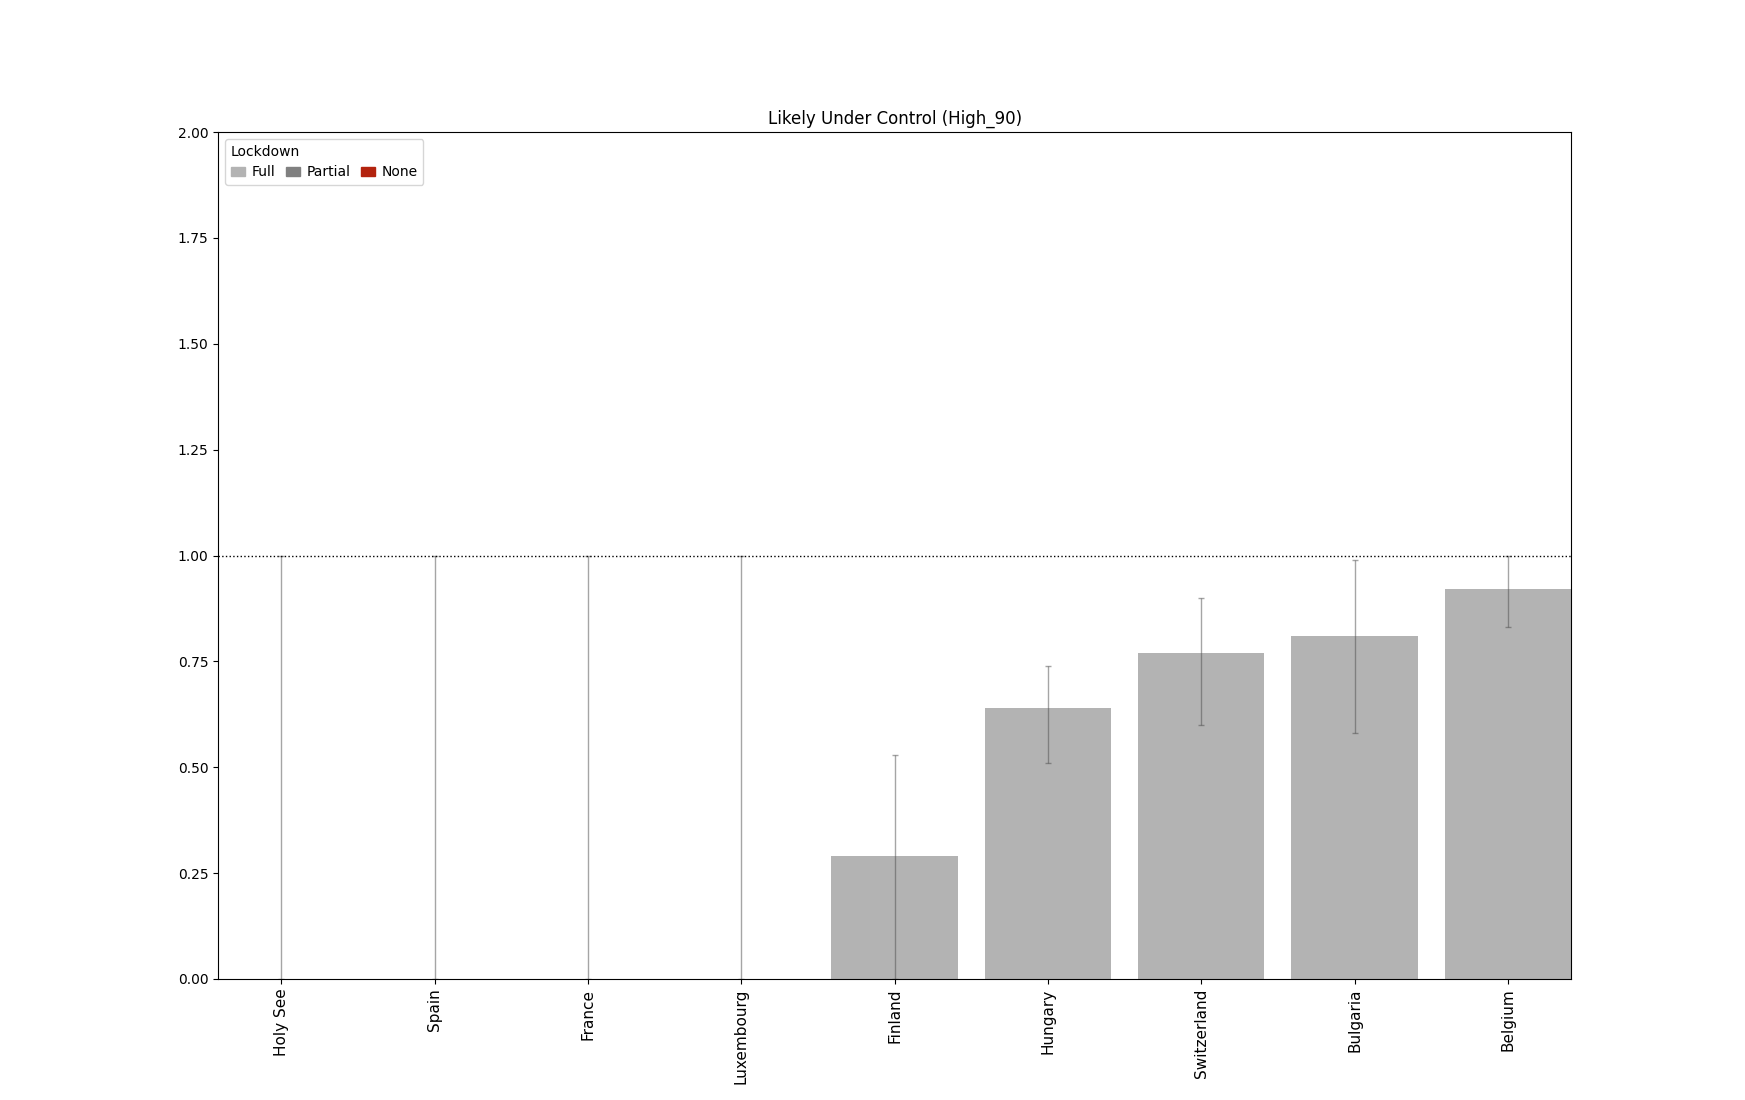 Likely Under Control (High_90)
Lockdown
Full Partial None
2.00
1.75
1.50
1.25
1.00
0.75
0.50
0.25
0.00
Holy See
Spain
France
Luxembourg
Finland
Hungary
Switzerland
Bulgaria
Belgium